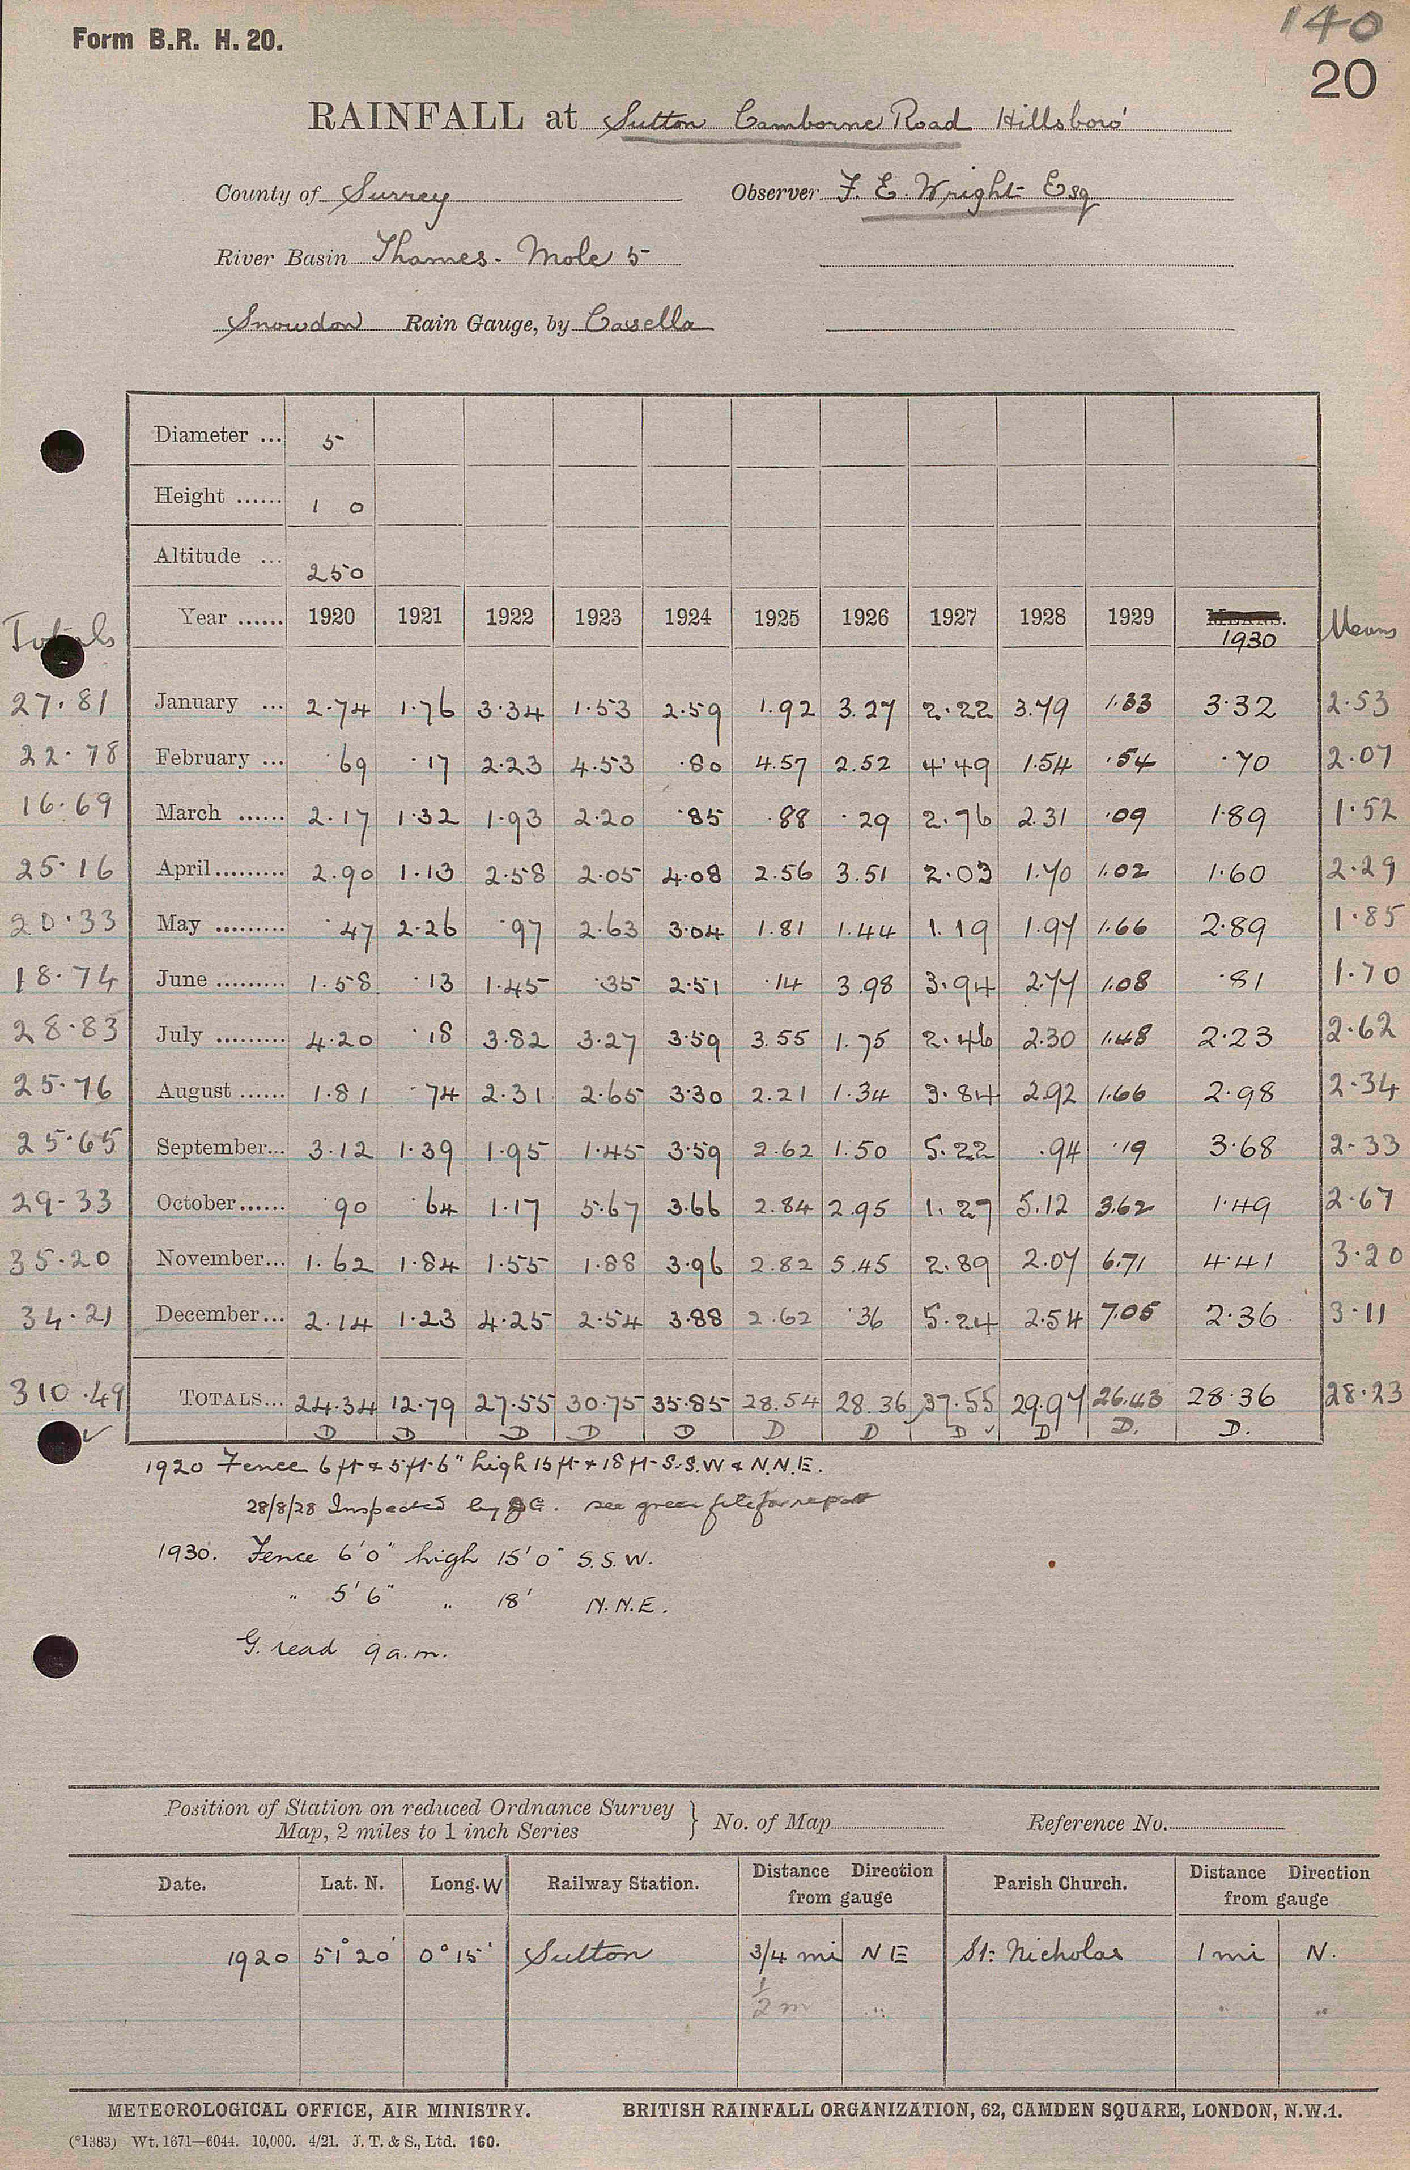 140
Form B.R. H. 20.
20
RAINFALL at Sutton Camborne Road Hillsboro'
County of Surrey Observer F. E. Wright Esq
River Basin Thames - Mole 5
Snowdon Rain Gauge, by Casella
Diameter ... 5
Height ...... 1 0
Altitude ... 250
Totals Year ...... 1920 1921 1922 1923 1924 1925 1926 1927 1928 1929 MEANS. 1930 Means
27.81 January ... 2.74 1.76 3.34 1.53 2.59 1.92 3.27 2.22 3.79 1.33 3.32 2.53
22.78 February ... .69 .17 2.23 4.53 .80 4.57 2.52 4.49 1.54 .54 .70 2.07
16.69 March ...... 2.17 1.32 1.93 2.20 .85 .88 .29 2.76 2.31 .09 1.89 1.52
25.16 April......... 2.90 1.13 2.58 2.05 4.08 2.56 3.51 2.03 1.70 1.02 1.60 2.29
20.33 May ......... .47 2.26 .97 2.63 3.04 1.81 1.44 1.19 1.97 1.66 2.89 1.85
18.74 June ......... 1.58 .13 1.45 .35 2.51 .14 3.98 3.94 2.77 1.08 .81 1.70
28.83 July ......... 4.20 .18 3.82 3.27 3.59 3.55 1.75 2.46 2.30 1.48 2.23 2.62
25.76 August ...... 1.81 .74 2.31 2.65 3.30 2.21 1.34 3.84 2.92 1.66 2.98 2.34
25.65 September... 3.12 1.39 1.95 1.45 3.59 2.62 1.50 5.22 .94 .19 3.68 2.33
29.33 October...... .90 .64 1.17 5.67 3.66 2.84 2.95 1.27 5.12 3.62 1.49 2.67
35.20 November... 1.62 1.84 1.55 1.88 3.96 2.82 5.45 2.89 2.07 6.71 4.41 3.20
34.21 December... 2.14 1.23 4.25 2.54 3.88 2.62 .36 5.24 2.54 7.05 2.36 3.11
310.49 TOTALS... 24.34 12.79 27.55 30.75 35.85 28.54 28.36 37.55 29.97 26.43 28.36 28.23
✓ D D D D D D D D ✓ D D. D.
1920 Fence 6 ft & 5 ft 6" high 15 ft & 18 ft S.S.W & N.N.E.
28/8/28 Inspected by see green file for report
1930. Fence 6'0" high 15'0" S.S.W.
" 5'6" " 18' N.N.E.
G. read 9 a.m.
Position of Station on reduced Ordnance Survey Map, 2 miles to 1 inch Series } No. of Map Reference No.
Date. Lat. N. Long. W Railway Station. Distance Direction from gauge Parish Church. Distance Direction from gauge
1920 51°20' 0°15' Sutton 3/4 mi NE St. Nicholas 1 mi N.
1/2 m " " "
METEOROLOGICAL OFFICE, AIR MINISTRY. BRITISH RAINFALL ORGANIZATION, 62, CAMDEN SQUARE, LONDON, N.W.1.
(*1383) Wt. 1671—6044. 10,000. 4/21. J. T. & S., Ltd. 160.